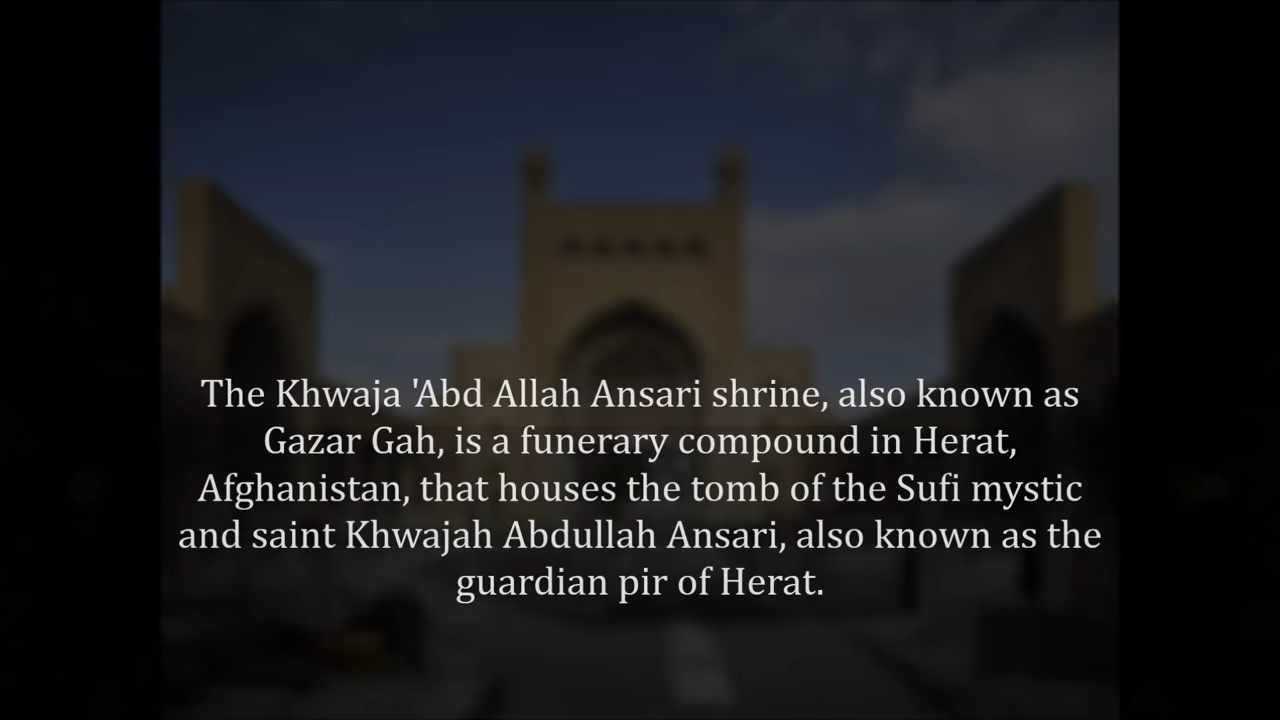 The Khwaja 'Abd Allah Ansari shrine, also known as
Gazar Gah, is a funerary compound in Herat,
Afghanistan, that houses the tomb of the Sufi mystic
and saint Khwajah Abdullah Ansari, also known as the
guardian pir of Herat.